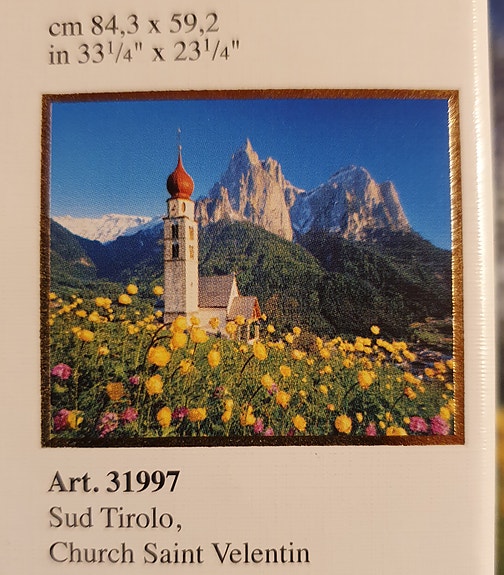 cm 84,3 x 59,2
in 33¹/₄" x 23¹/₄"
Art. 31997
Sud Tirolo,
Church Saint Velentin